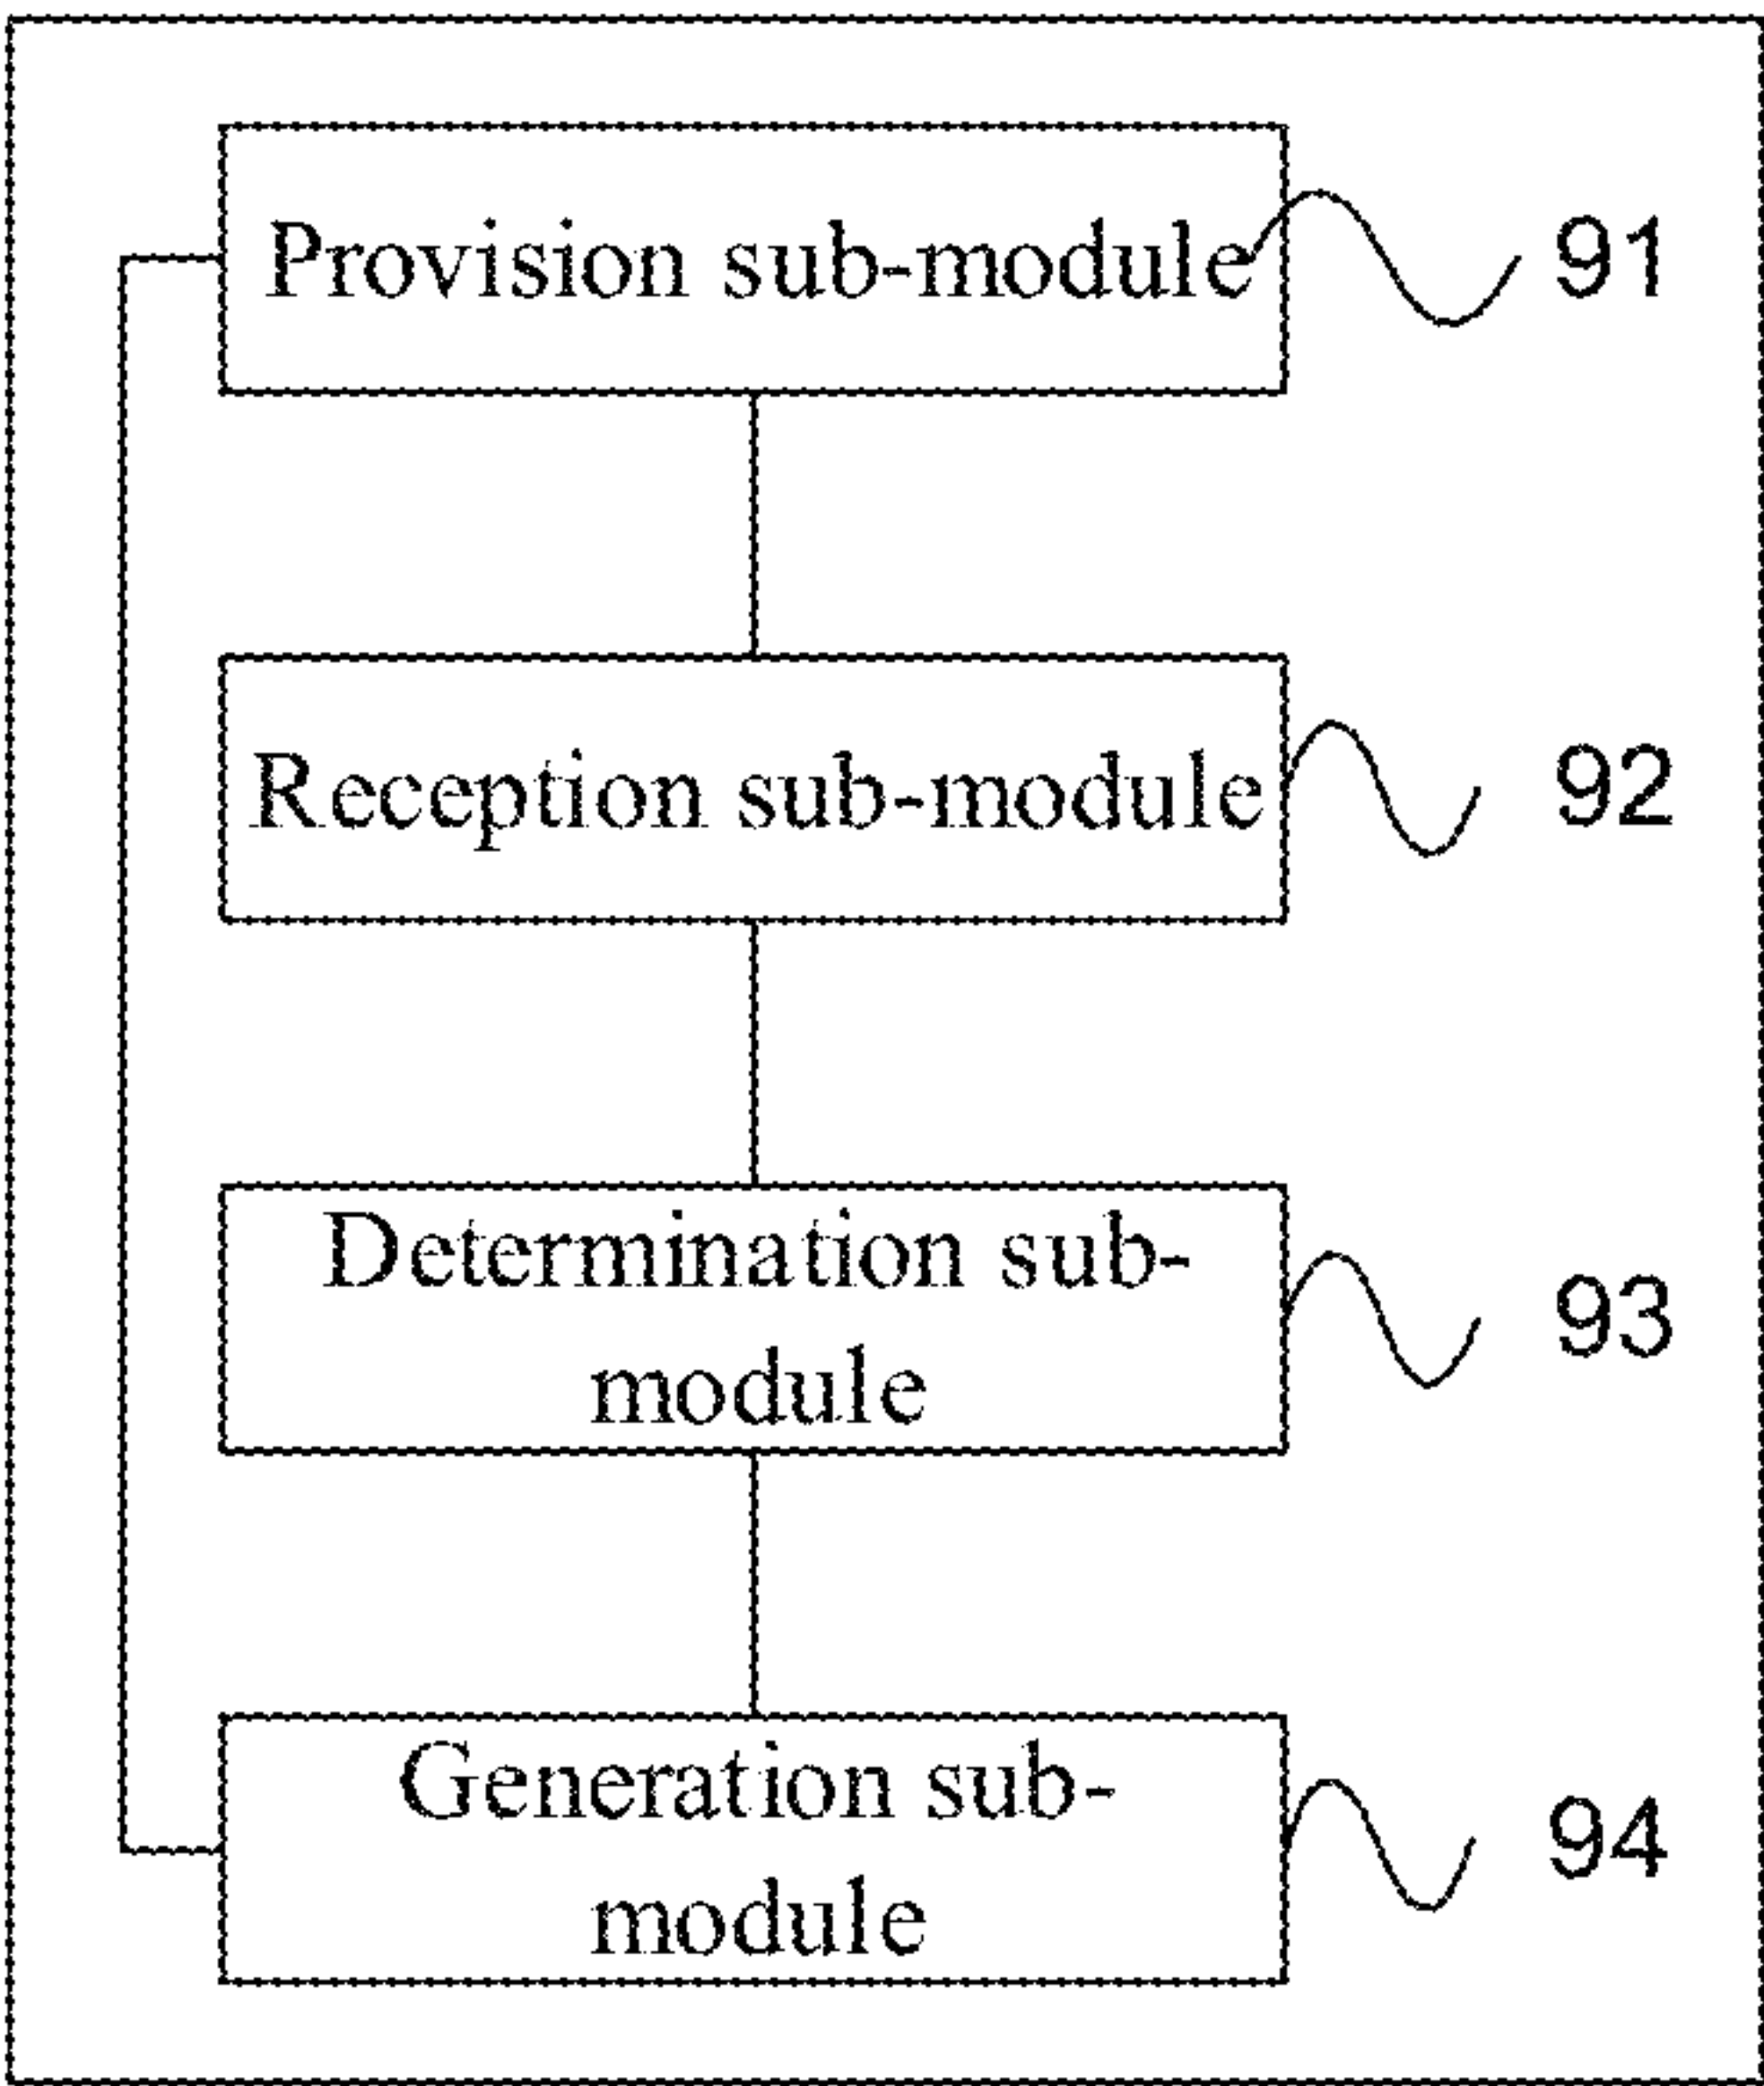 Provision sub-module
91
Reception sub-module
92
Determination sub-
module
93
Generation sub-
module
94